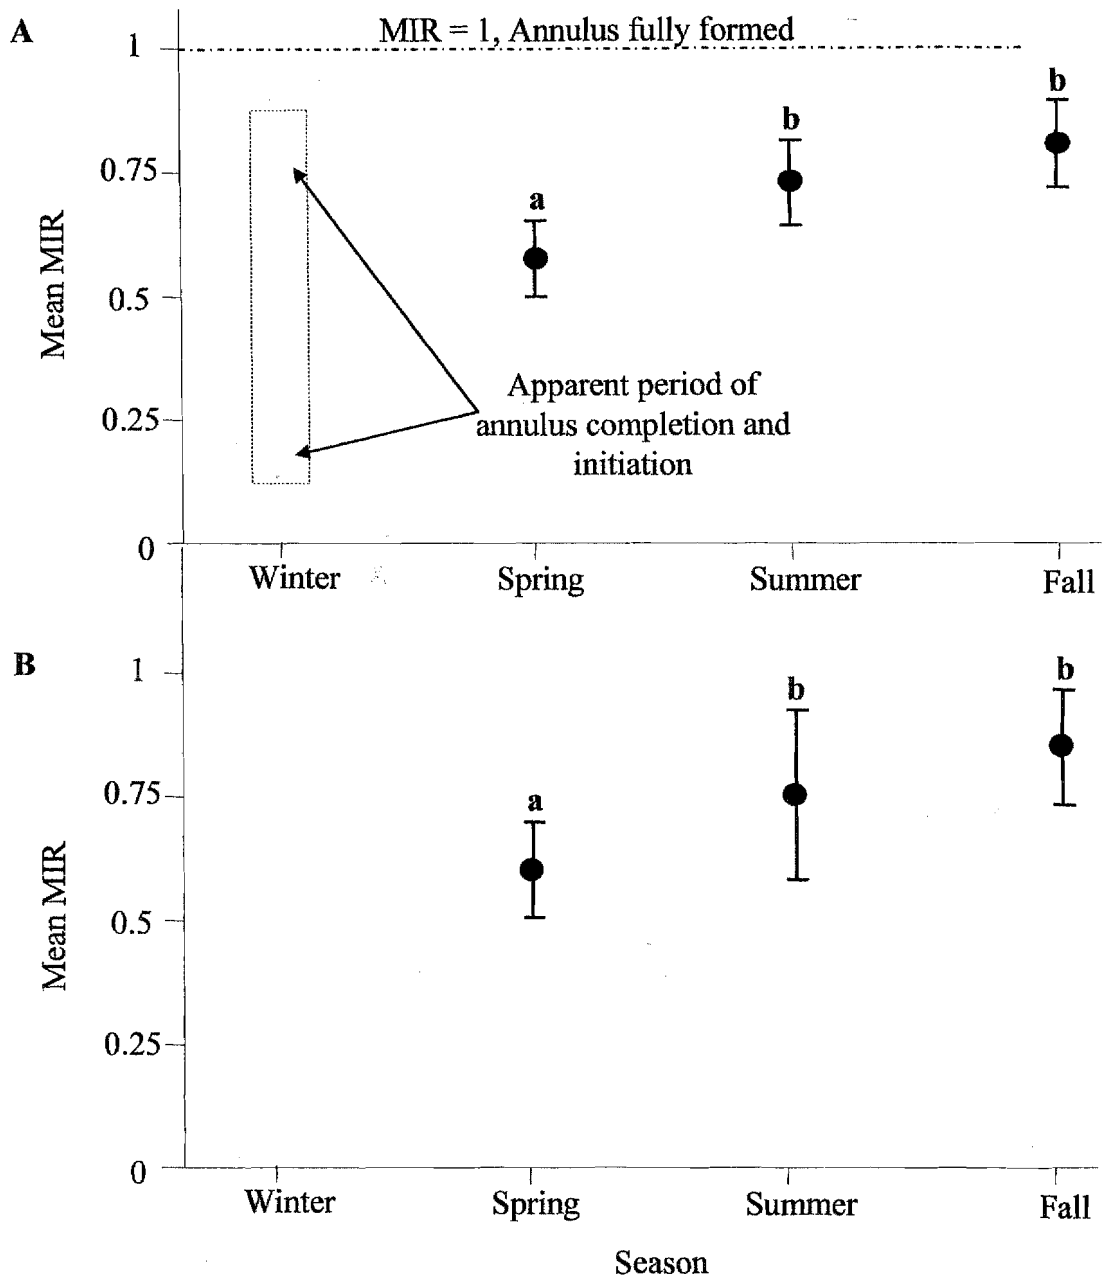 A
MIR = 1, Annulus fully formed
1
b
b
0.75
a
Mean MIR
0.5
Apparent period of
annulus completion and
initiation
0.25
0
Winter
Spring
Summer
Fall
B
1
b
b
0.75
a
Mean MIR
0.5
0.25
0
Winter
Spring
Summer
Fall
Season